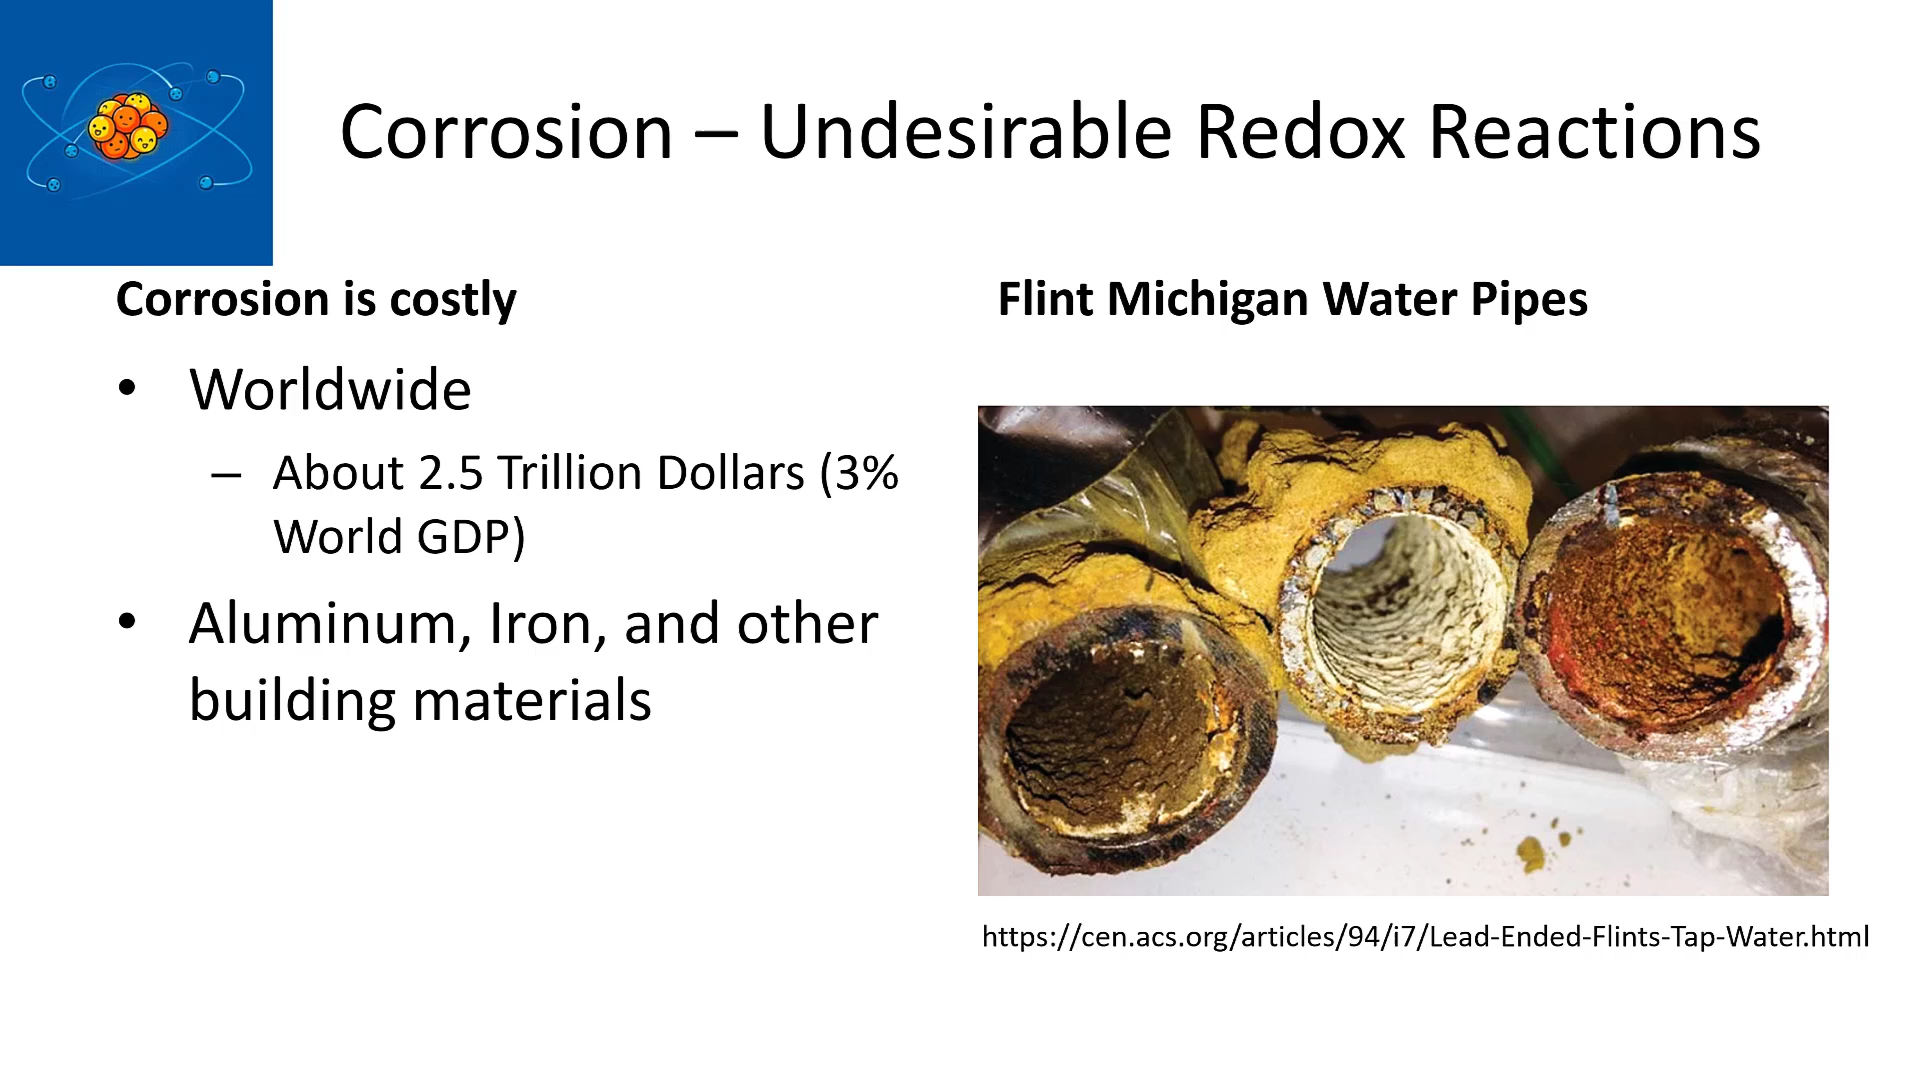 Corrosion – Undesirable Redox Reactions
Corrosion is costly
• Worldwide
– About 2.5 Trillion Dollars (3%
World GDP)
• Aluminum, Iron, and other
building materials
Flint Michigan Water Pipes
https://cen.acs.org/articles/94/i7/Lead-Ended-Flints-Tap-Water.html